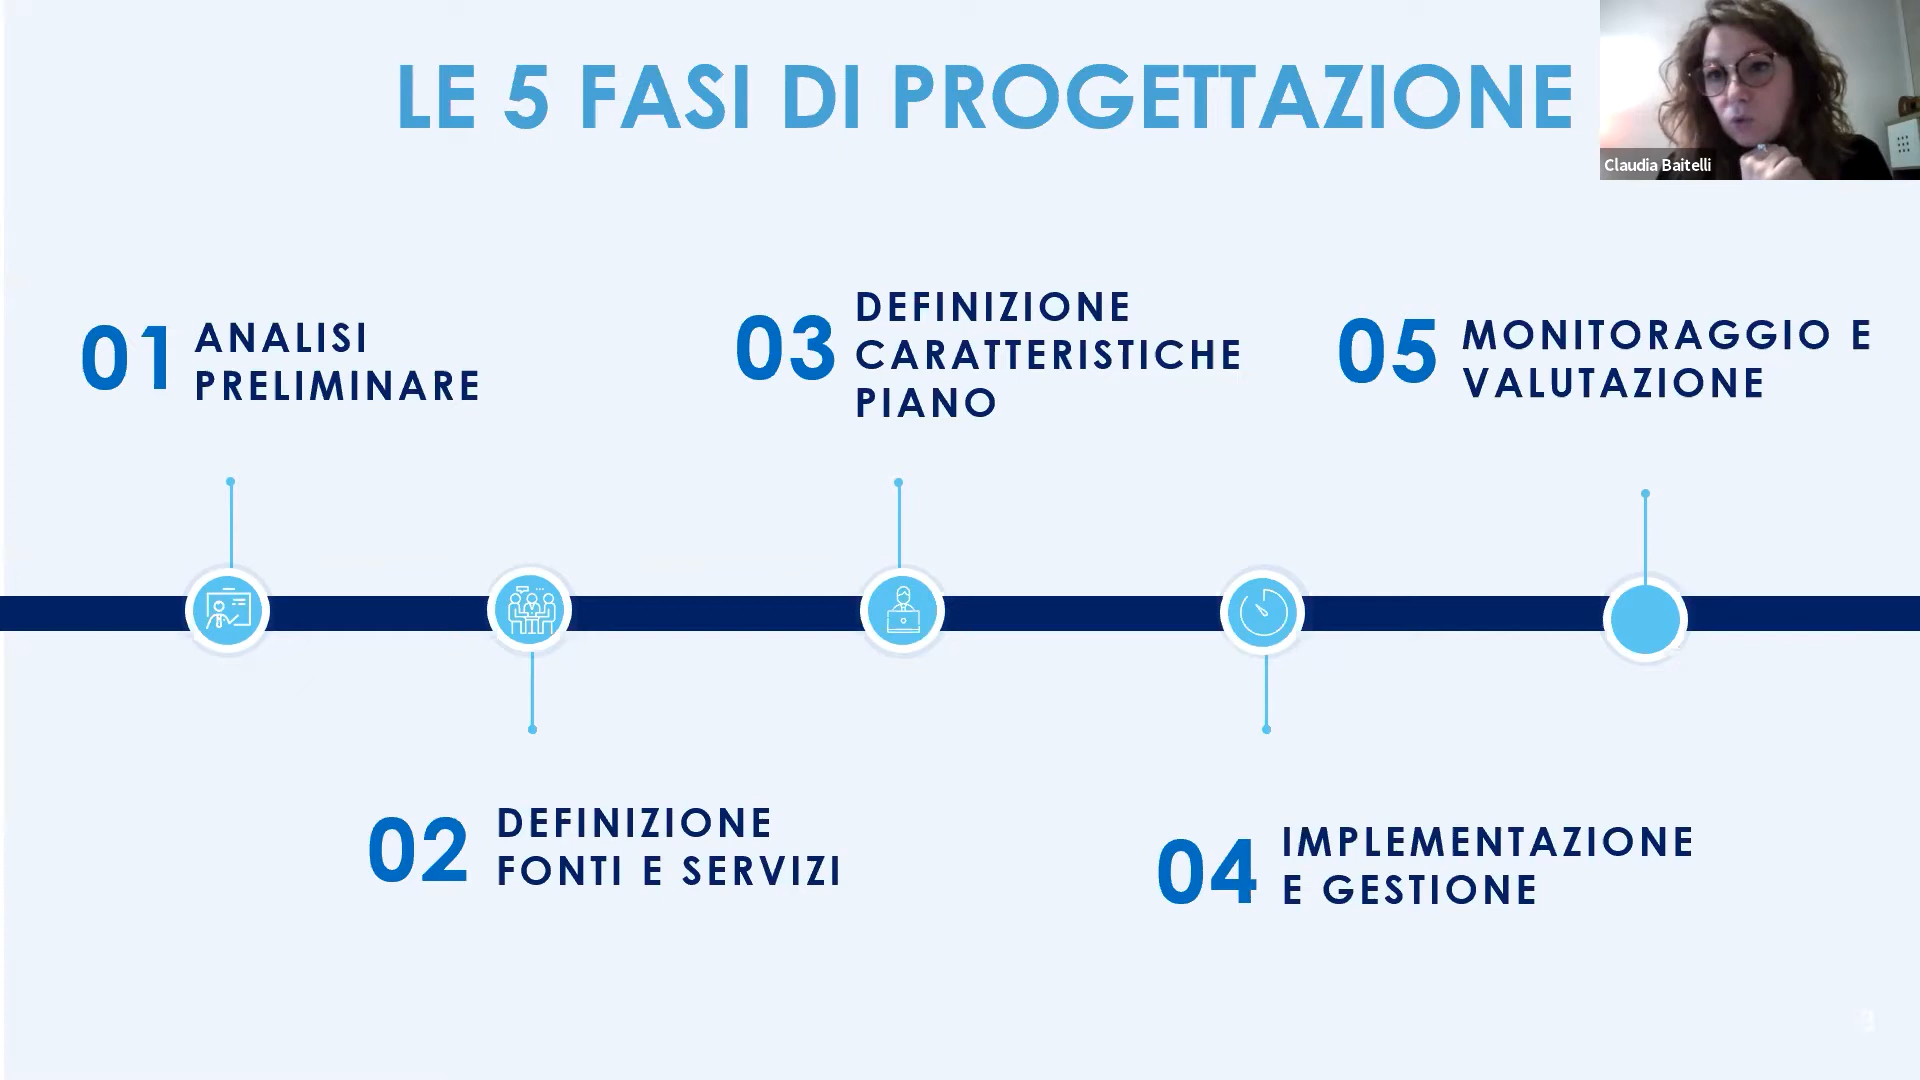 LE 5 FASI DI PROGETTAZIONE
Claudia Baitelli
01
ANALISI
PRELIMINARE
03
DEFINIZIONE
CARATTERISTICHE
PIANO
05
MONITORAGGIO E
VALUTAZIONE
02
DEFINIZIONE
FONTI E SERVIZI
04
IMPLEMENTAZIONE
E GESTIONE